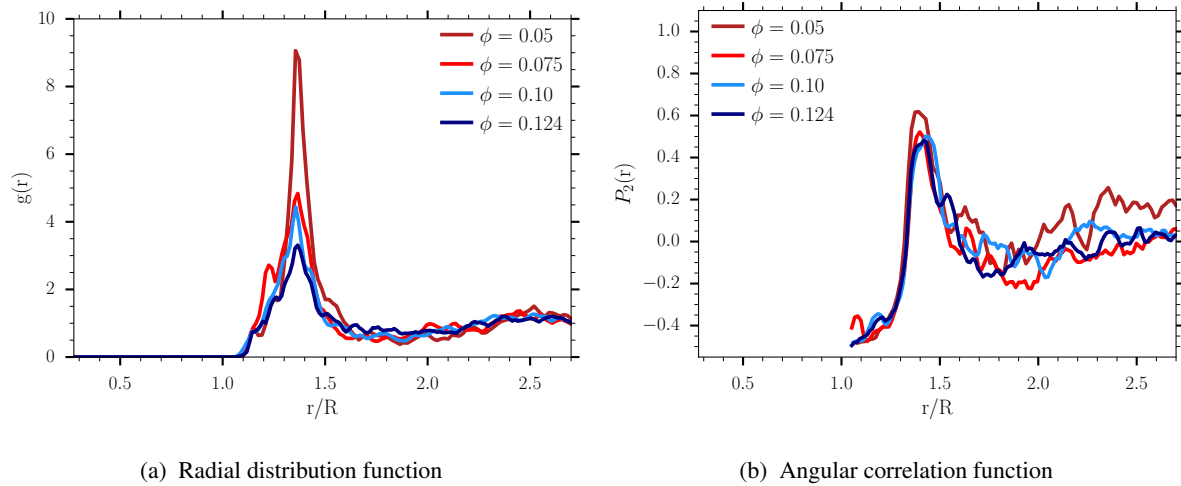 10
8
6
4
2
0
g(r)
0.5
1.0
1.5
2.0
2.5
r/R
ϕ = 0.05
ϕ = 0.075
ϕ = 0.10
ϕ = 0.124
(a) Radial distribution function
1.0
0.8
0.6
0.4
0.2
0.0
−0.2
−0.4
P₂(r)
0.5
1.0
1.5
2.0
2.5
r/R
ϕ = 0.05
ϕ = 0.075
ϕ = 0.10
ϕ = 0.124
(b) Angular correlation function